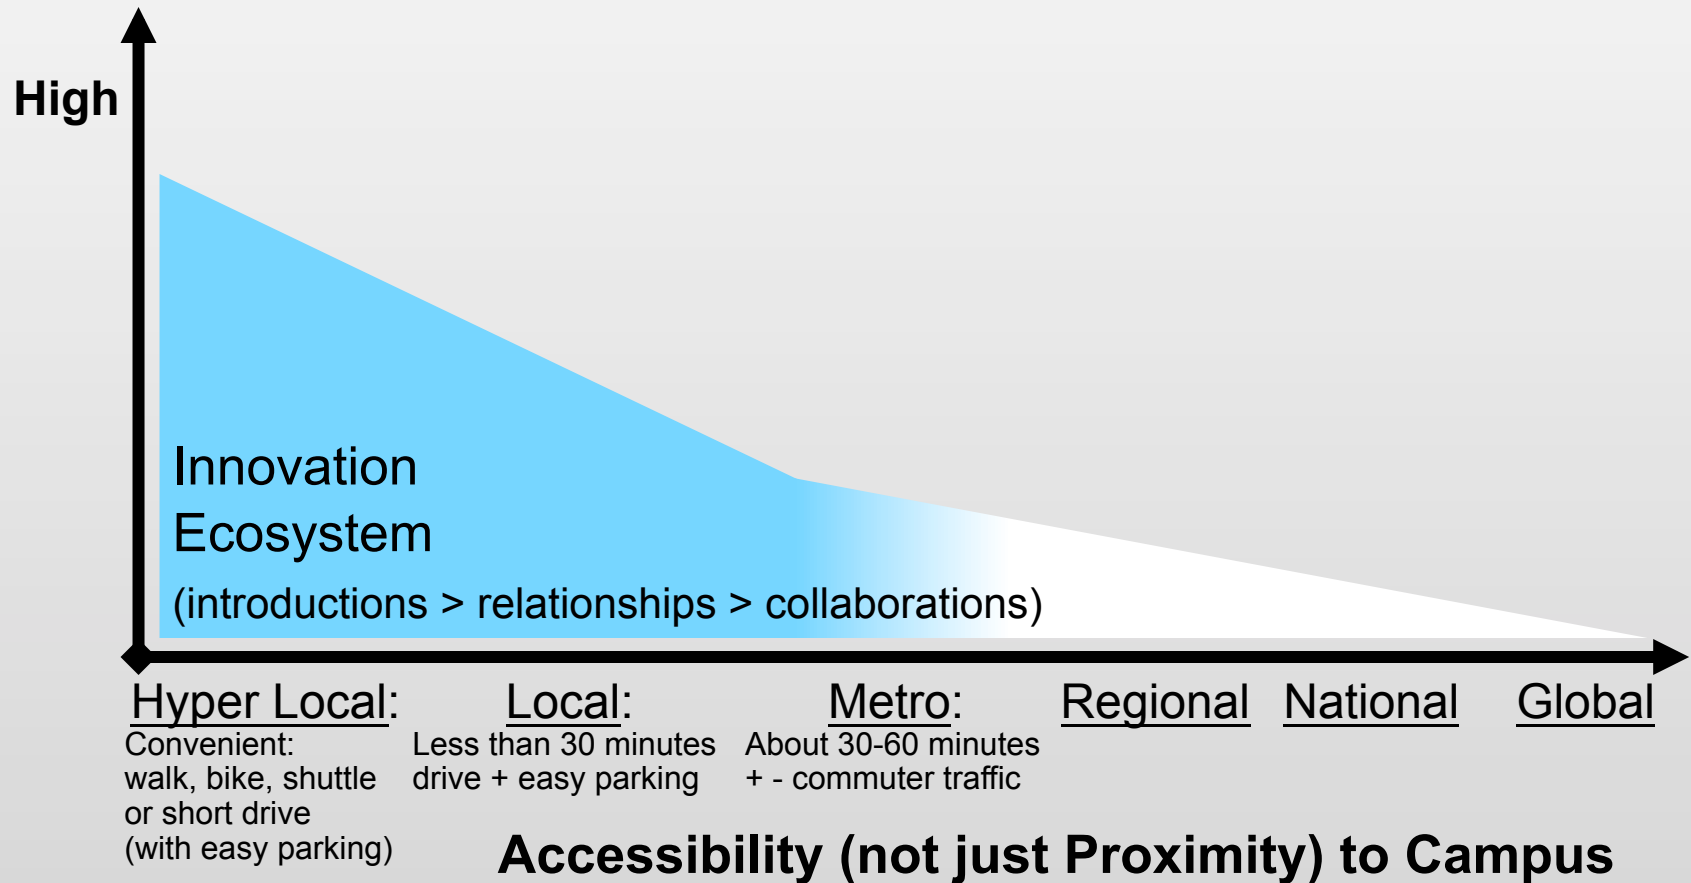 High
Innovation
Ecosystem
(introductions > relationships > collaborations)
Hyper Local:
Convenient:
walk, bike, shuttle
or short drive
(with easy parking)
Local:
Less than 30 minutes
drive + easy parking
Metro:
About 30-60 minutes
+ - commuter traffic
Regional
National
Global
Accessibility (not just Proximity) to Campus